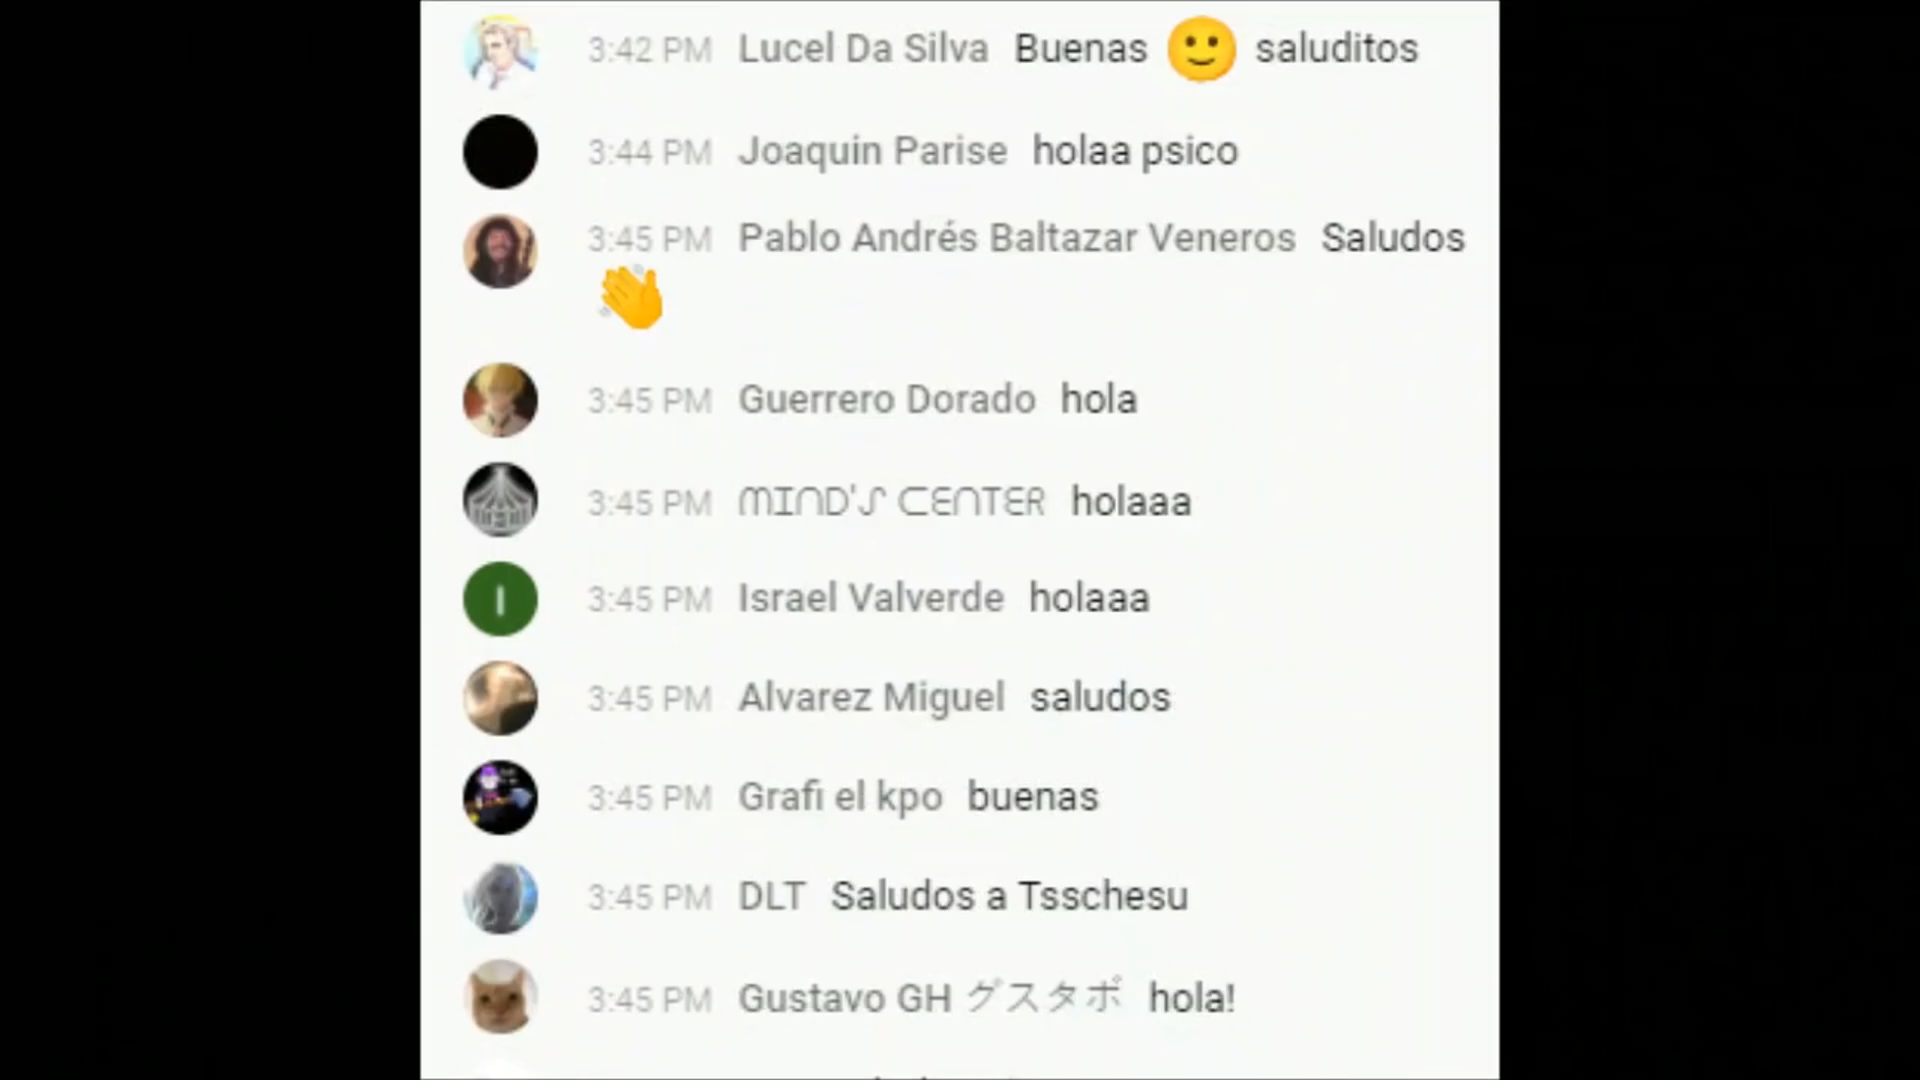 3:42 PM Lucel Da Silva Buenas 🙂 saluditos
3:44 PM Joaquin Parise holaa psico
3:45 PM Pablo Andrés Baltazar Veneros Saludos
👋
3:45 PM Guerrero Dorado hola
3:45 PM MIND'S CENTER holaaa
I 3:45 PM Israel Valverde holaaa
3:45 PM Alvarez Miguel saludos
3:45 PM Grafi el kpo buenas
3:45 PM DLT Saludos a Tsschesu
3:45 PM Gustavo GH グスタボ hola!